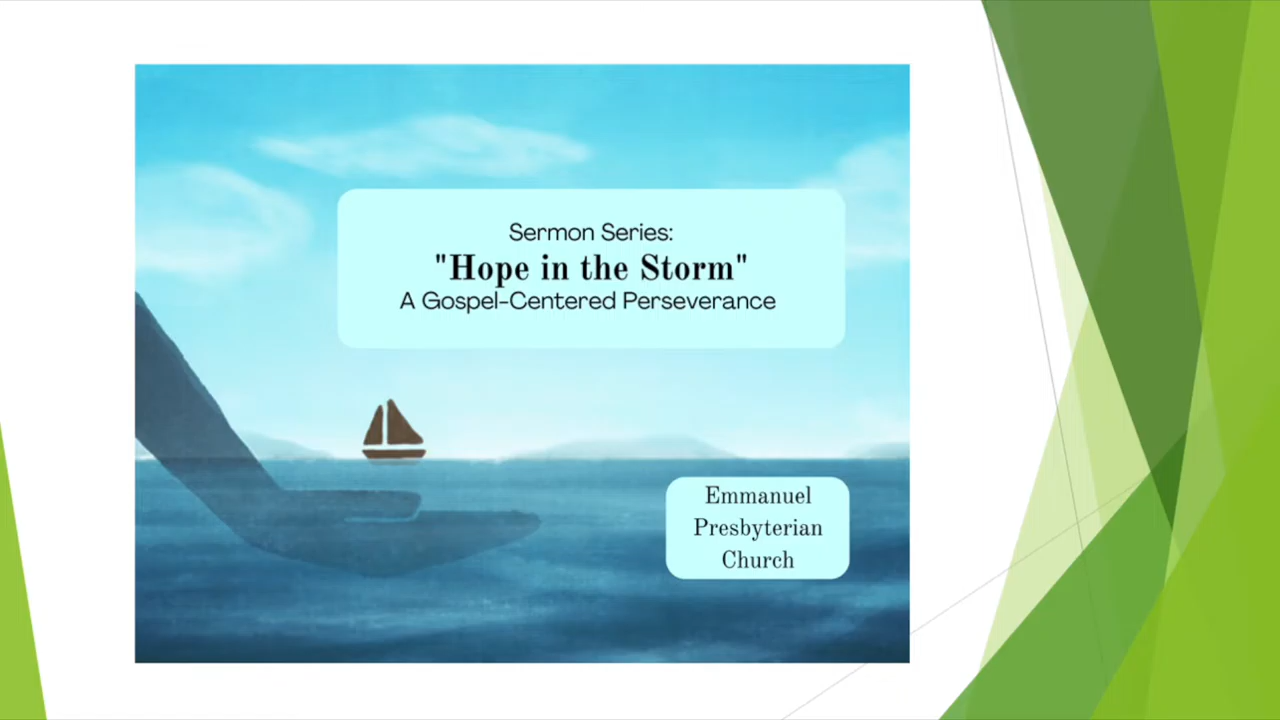 Sermon Series:
"Hope in the Storm"
A Gospel-Centered Perseverance
Emmanuel
Presbyterian
Church